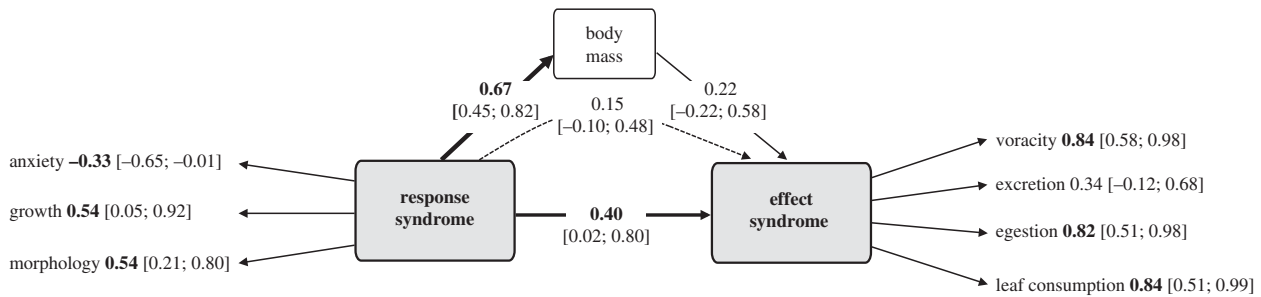 body
mass
0.67
[0.45; 0.82]
0.15
[–0.10; 0.48]
0.22
[–0.22; 0.58]
anxiety –0.33 [–0.65; –0.01]
growth 0.54 [0.05; 0.92]
morphology 0.54 [0.21; 0.80]
response
syndrome
0.40
[0.02; 0.80]
effect
syndrome
voracity 0.84 [0.58; 0.98]
excretion 0.34 [–0.12; 0.68]
egestion 0.82 [0.51; 0.98]
leaf consumption 0.84 [0.51; 0.99]